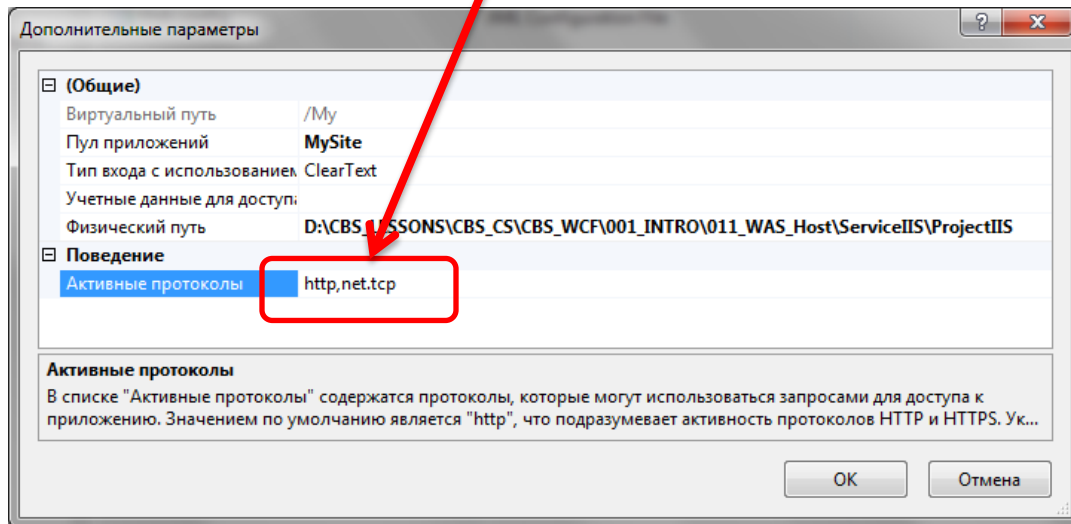 Дополнительные параметры
(Общие)
Виртуальный путь /My
Пул приложений MySite
Тип входа с использованием ClearText
Учетные данные для доступа
Физический путь D:\CBS_LESSONS\CBS_CS\CBS_WCF\001_INTRO\011_WAS_Host\ServiceIIS\ProjectIIS
Поведение
Активные протоколы http,net.tcp
Активные протоколы
В списке "Активные протоколы" содержатся протоколы, которые могут использоваться запросами для доступа к
приложению. Значением по умолчанию является "http", что подразумевает активность протоколов HTTP и HTTPS. Ук...
ОК Отмена